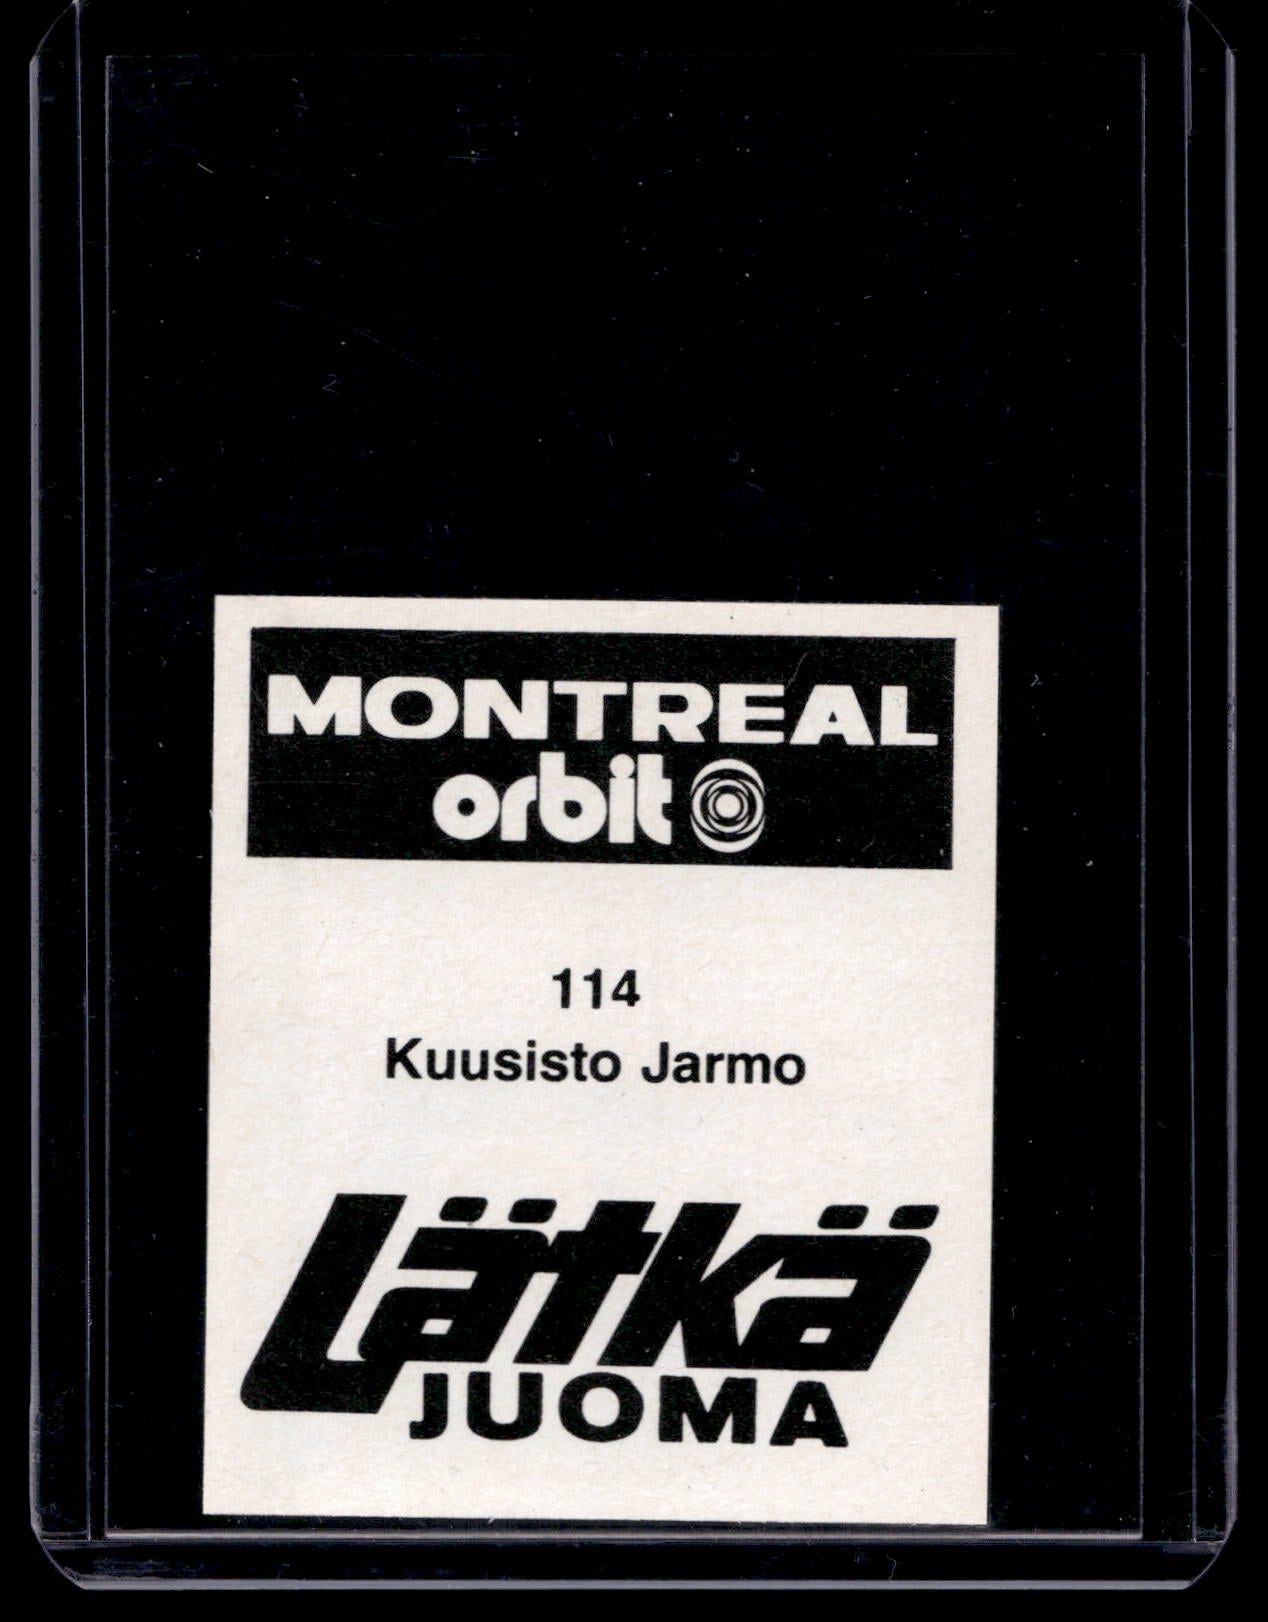 MONTREAL
orbit
114
Kuusisto Jarmo
Lätkä
JUOMA